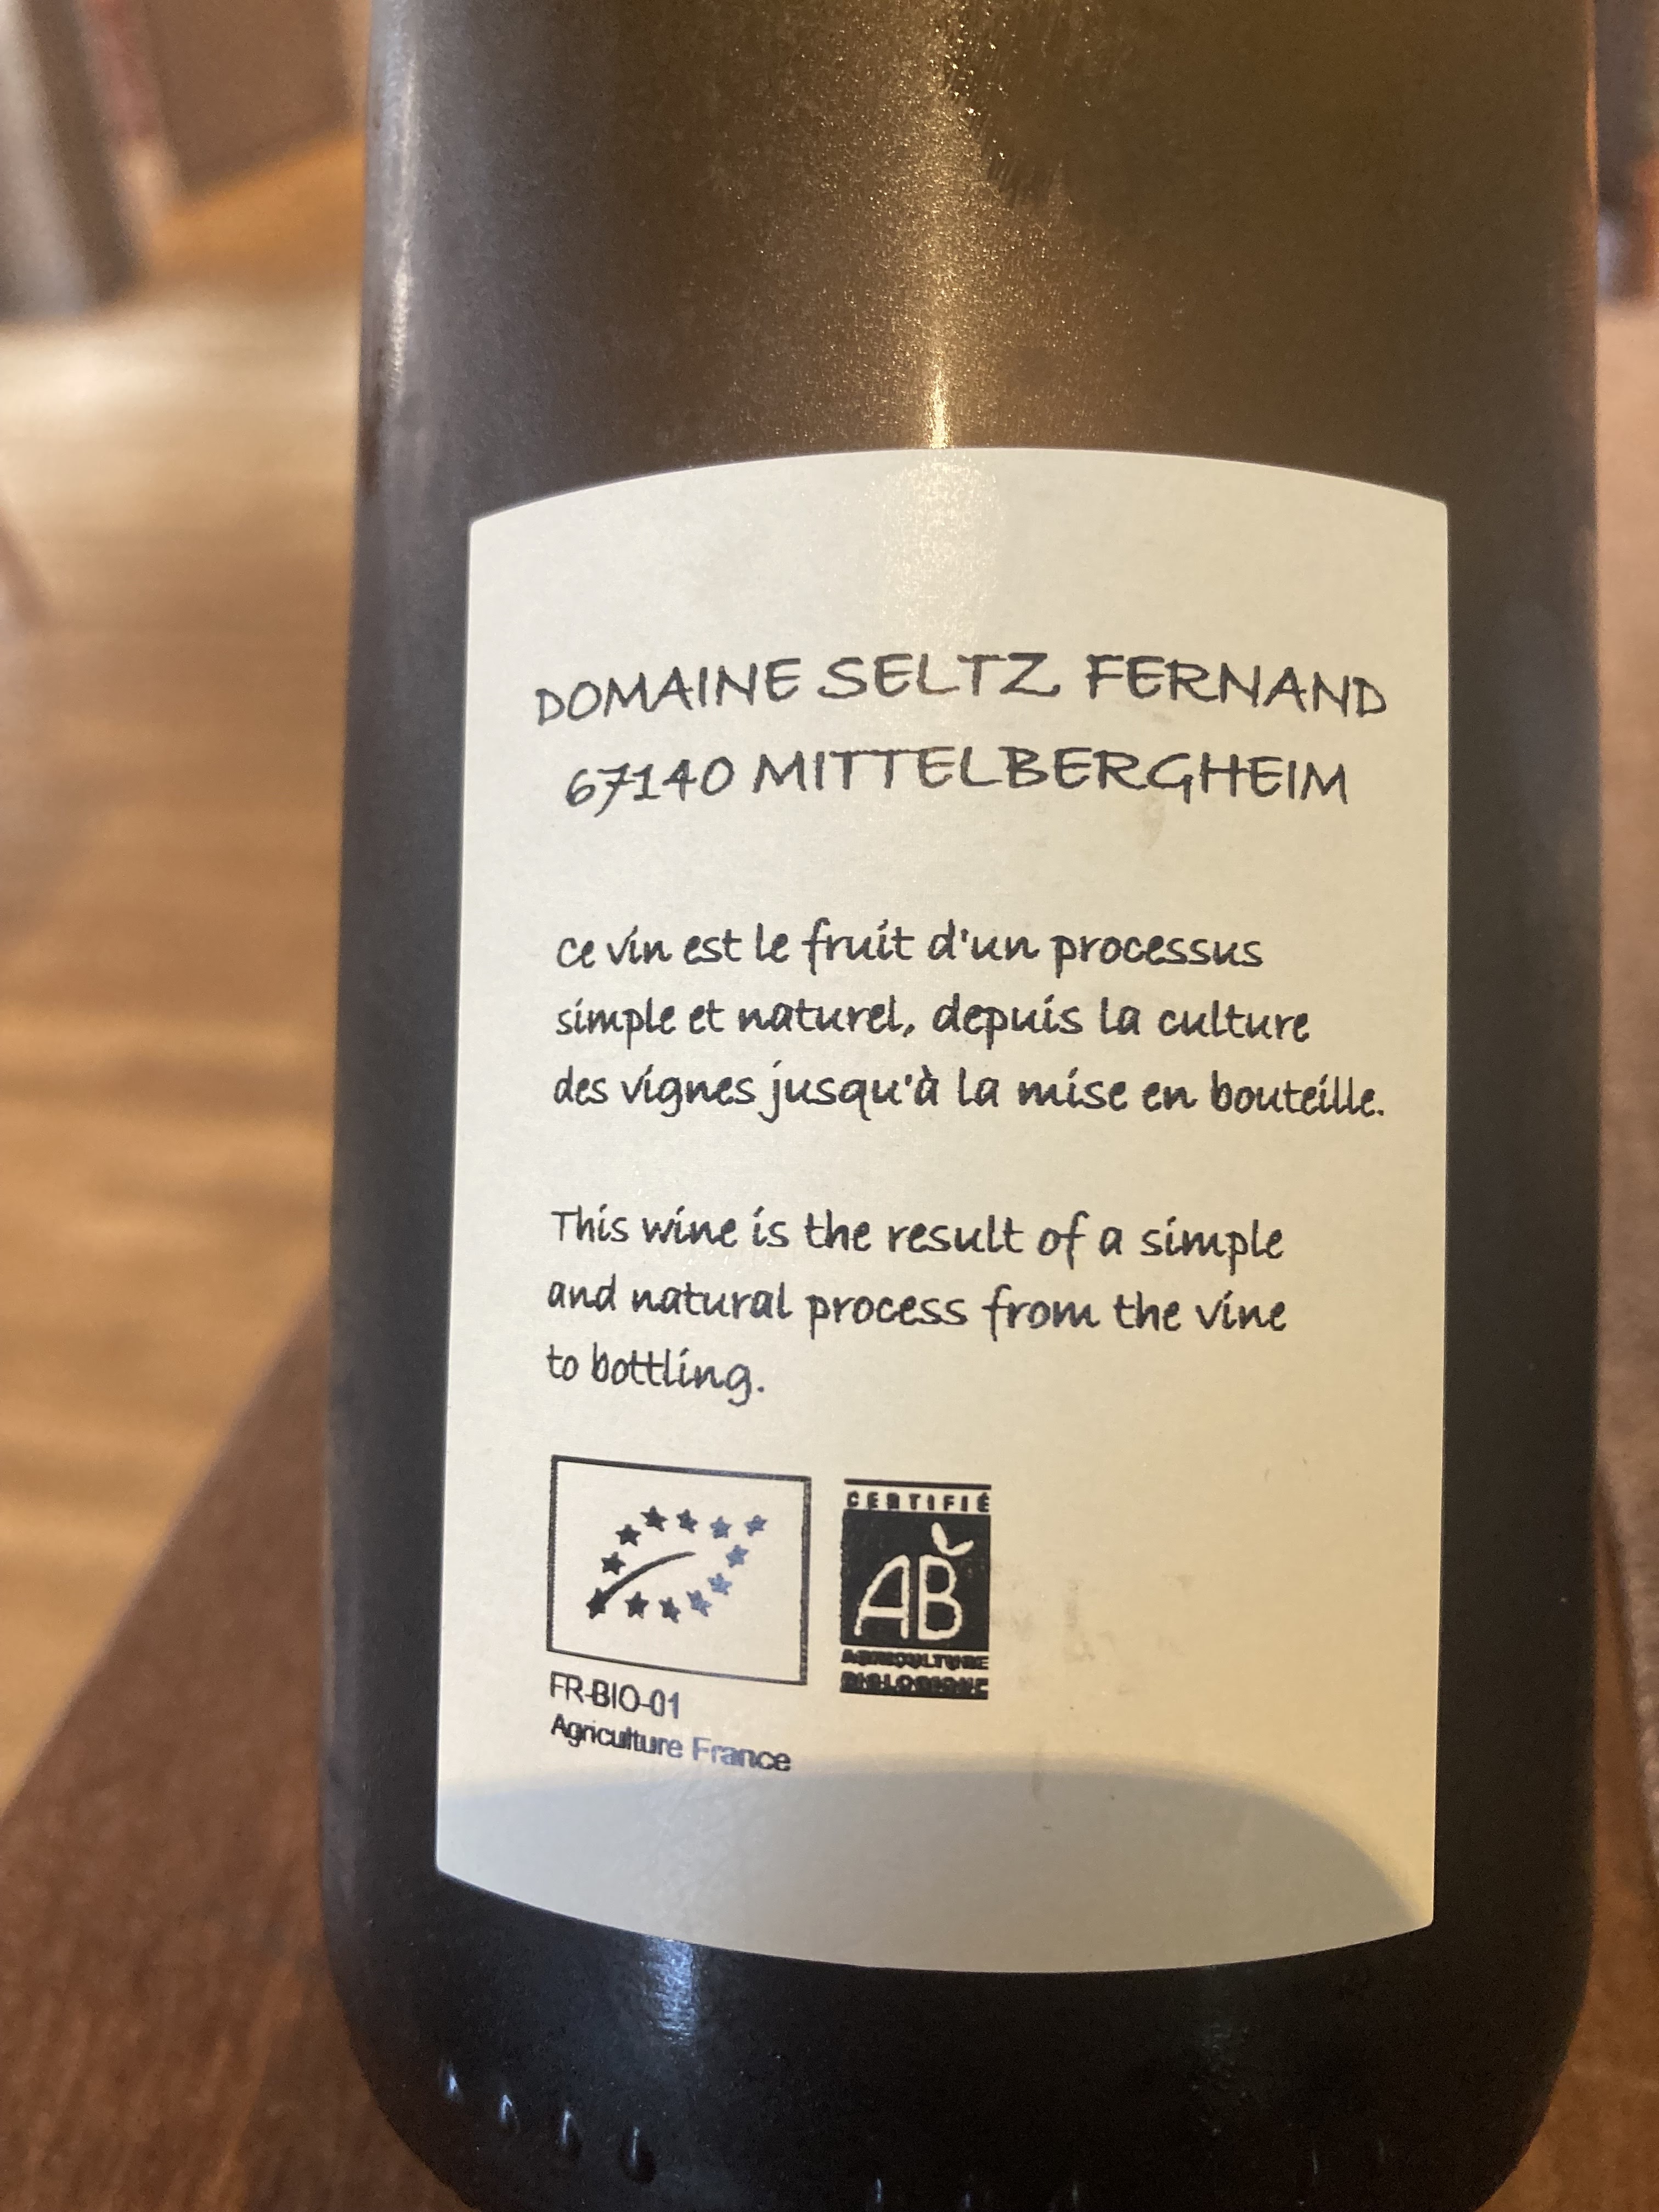 DOMAINE SELTZ FERNAND
67140 MITTELBERGHEIM
Ce vin est le fruit d'un processus
simple et naturel, depuis la culture
des vignes jusqu'à la mise en bouteille.
This wine is the result of a simple
and natural process from the vine
to bottling.
CERTIFIÉ
AB
AGRICULTURE
BIOLOGIQUE
FR-BIO-01
Agriculture France